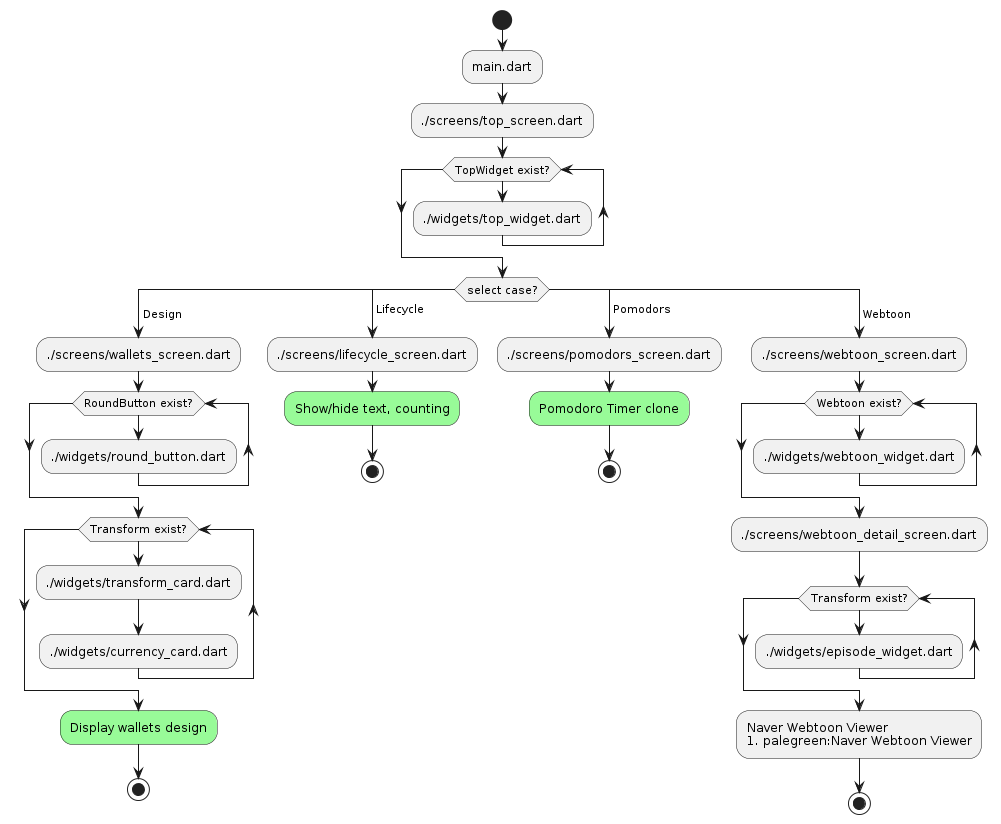 main.dart
./screens/top_screen.dart
TopWidget exist?
./widgets/top_widget.dart
select case?
Design
./screens/wallets_screen.dart
RoundButton exist?
./widgets/round_button.dart
Transform exist?
./widgets/transform_card.dart
./widgets/currency_card.dart
Display wallets design
Lifecycle
./screens/lifecycle_screen.dart
Show/hide text, counting
Pomodors
./screens/pomodors_screen.dart
Pomodoro Timer clone
Webtoon
./screens/webtoon_screen.dart
Webtoon exist?
./widgets/webtoon_widget.dart
./screens/webtoon_detail_screen.dart
Transform exist?
./widgets/episode_widget.dart
Naver Webtoon Viewer
1. palegreen:Naver Webtoon Viewer